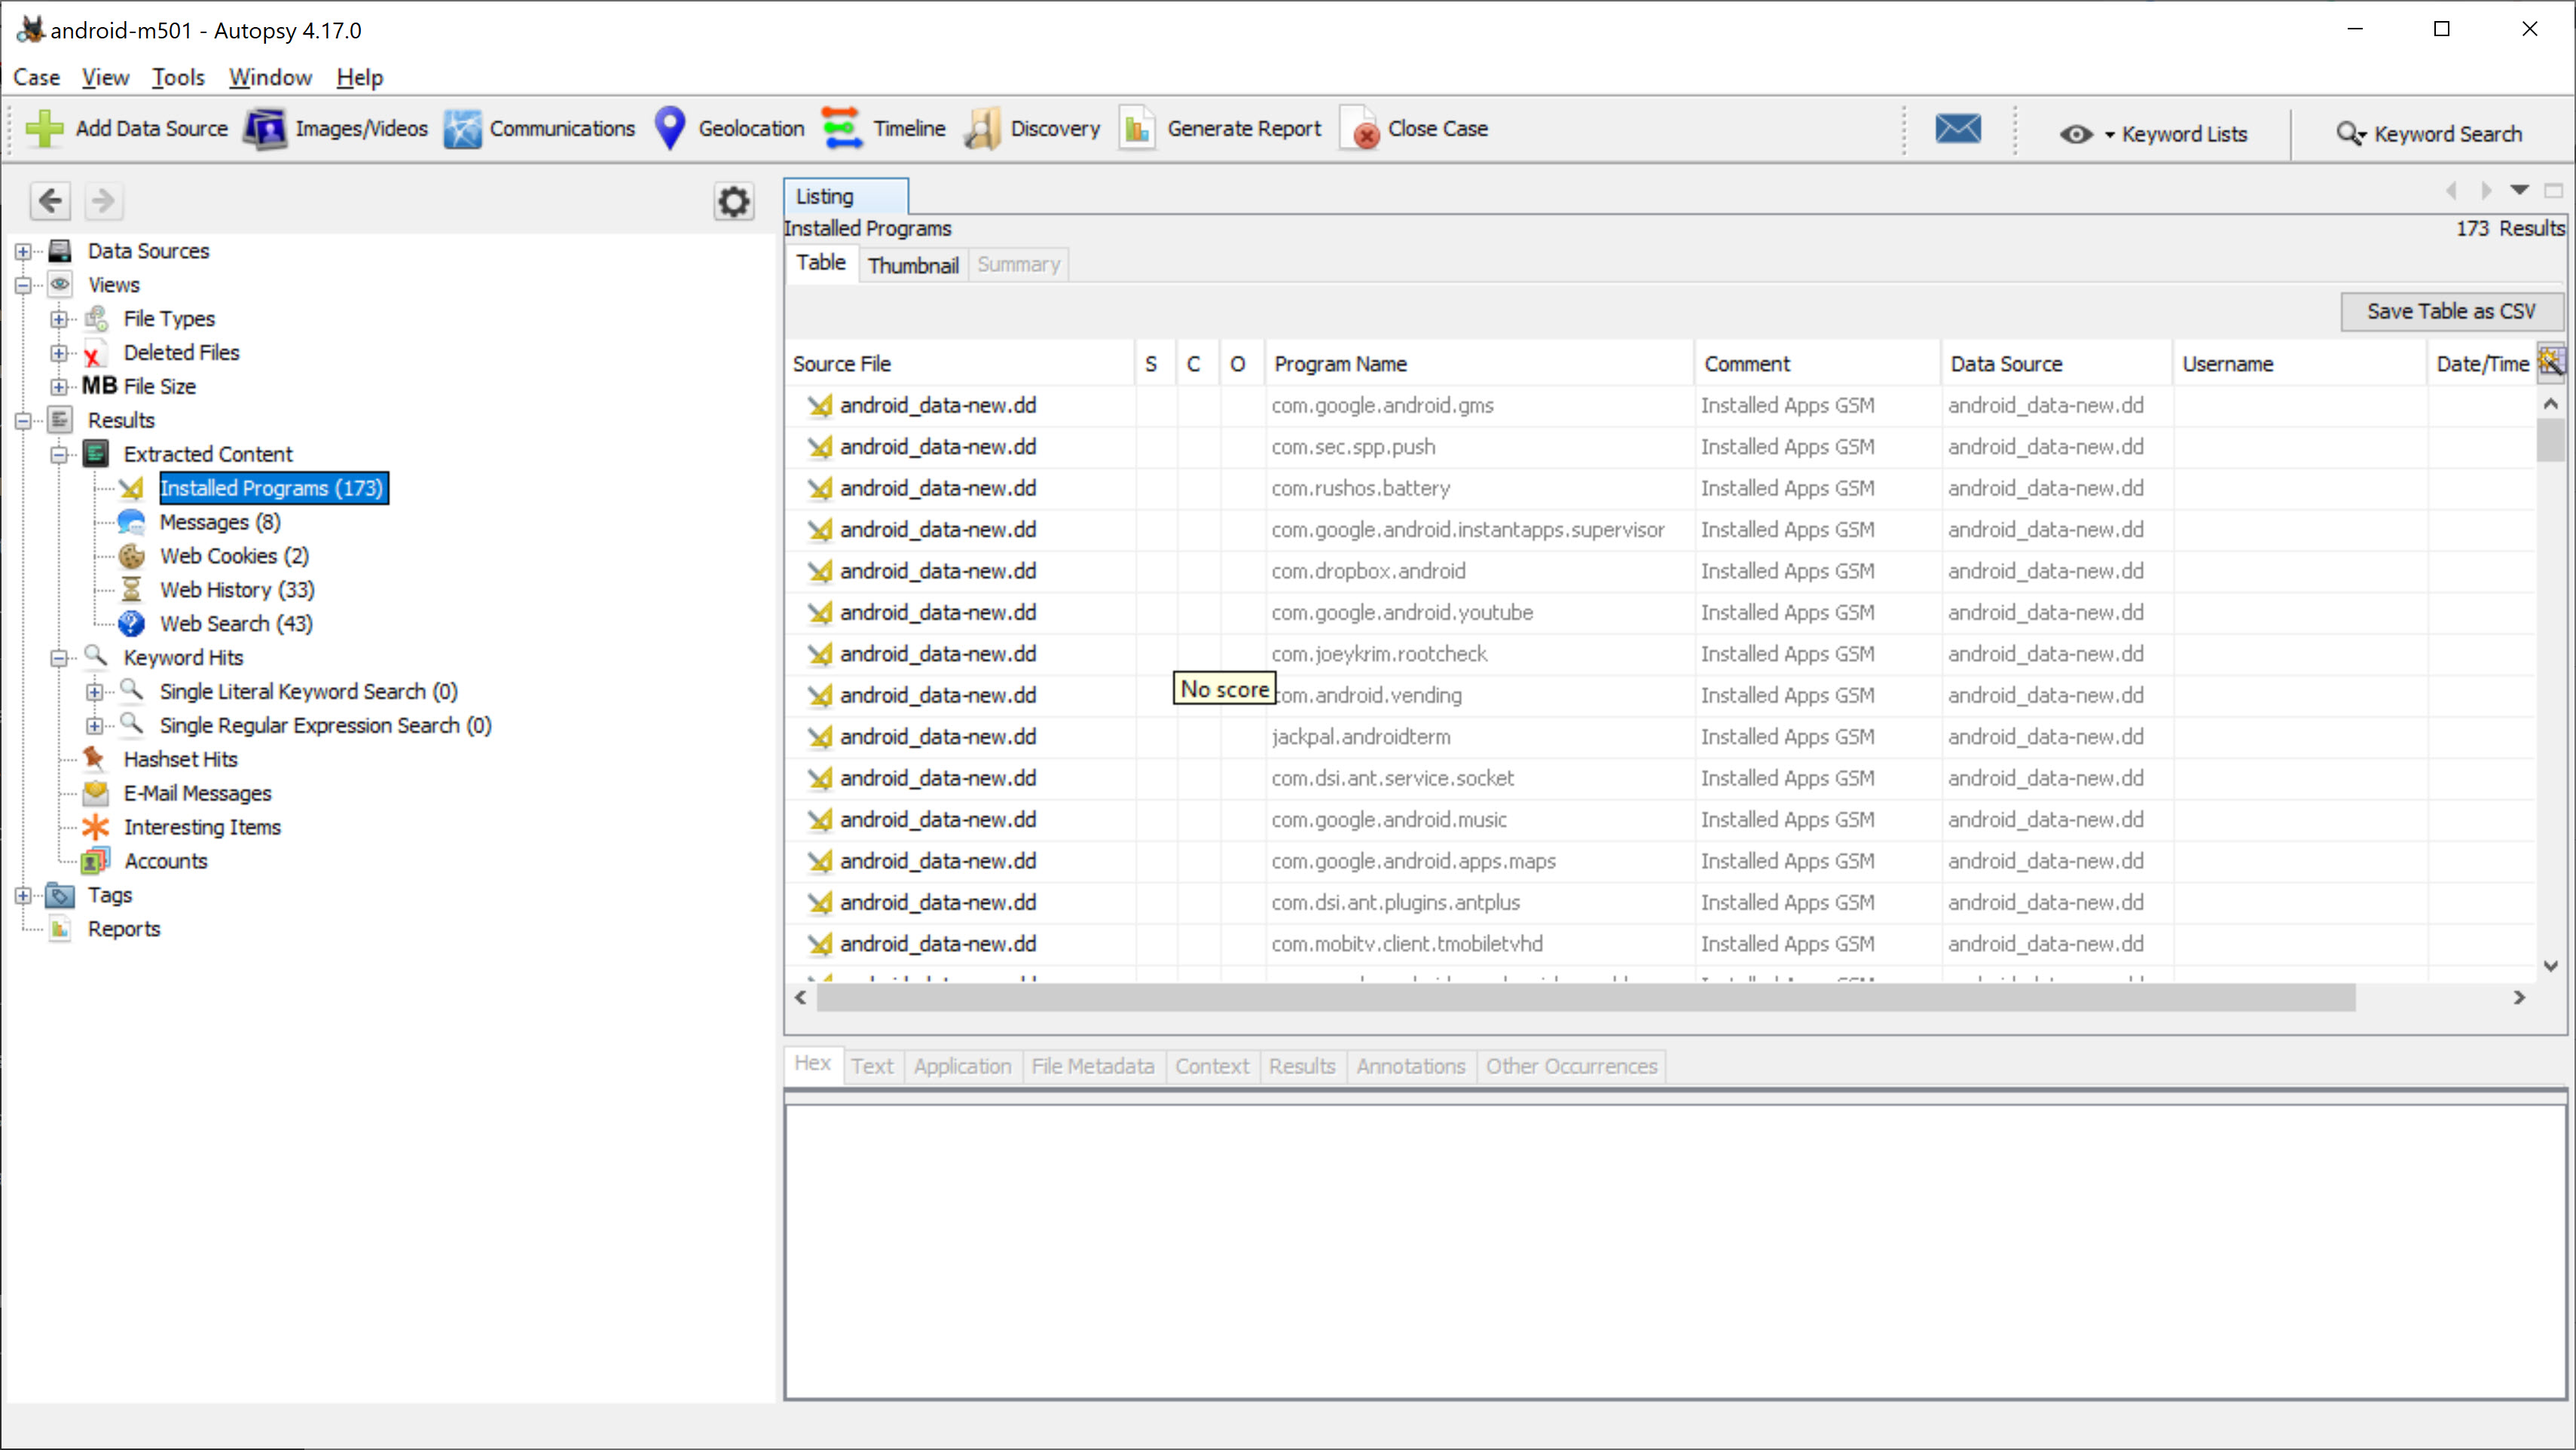 android-m501 - Autopsy 4.17.0
Case View Tools Window Help
Add Data Source Images/Videos Communications Geolocation Timeline Discovery Generate Report Close Case Keyword Lists Keyword Search
Data Sources
Views
File Types
Deleted Files
MB File Size
Results
Extracted Content
Installed Programs (173)
Messages (8)
Web Cookies (2)
Web History (33)
Web Search (43)
Keyword Hits
Single Literal Keyword Search (0)
Single Regular Expression Search (0)
Hashset Hits
E-Mail Messages
Interesting Items
Accounts
Tags
Reports
Listing
Installed Programs 173 Results
Table Thumbnail Summary
Save Table as CSV
Source File S C O Program Name Comment Data Source Username Date/Time
android_data-new.dd com.google.android.gms Installed Apps GSM android_data-new.dd
android_data-new.dd com.sec.spp.push Installed Apps GSM android_data-new.dd
android_data-new.dd com.rushos.battery Installed Apps GSM android_data-new.dd
android_data-new.dd com.google.android.instantapps.supervisor Installed Apps GSM android_data-new.dd
android_data-new.dd com.dropbox.android Installed Apps GSM android_data-new.dd
android_data-new.dd com.google.android.youtube Installed Apps GSM android_data-new.dd
android_data-new.dd com.joeykrim.rootcheck Installed Apps GSM android_data-new.dd
No score
android_data-new.dd com.android.vending Installed Apps GSM android_data-new.dd
android_data-new.dd jackpal.androidterm Installed Apps GSM android_data-new.dd
android_data-new.dd com.dsi.ant.service.socket Installed Apps GSM android_data-new.dd
android_data-new.dd com.google.android.music Installed Apps GSM android_data-new.dd
android_data-new.dd com.google.android.apps.maps Installed Apps GSM android_data-new.dd
android_data-new.dd com.dsi.ant.plugins.antplus Installed Apps GSM android_data-new.dd
android_data-new.dd com.mobitv.client.tmobiletvhd Installed Apps GSM android_data-new.dd
Hex Text Application File Metadata Context Results Annotations Other Occurrences